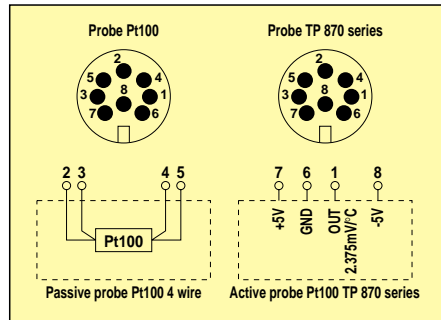 Probe Pt100
2
5 4
3 8 1
7 6
2 3 4 5
Pt100
Passive probe Pt100 4 wire
Probe TP 870 series
2
5 4
3 8 1
7 6
7 6 1 8
+5V
GND
OUT
2.375mV/°C
-5V
Active probe Pt100 TP 870 series